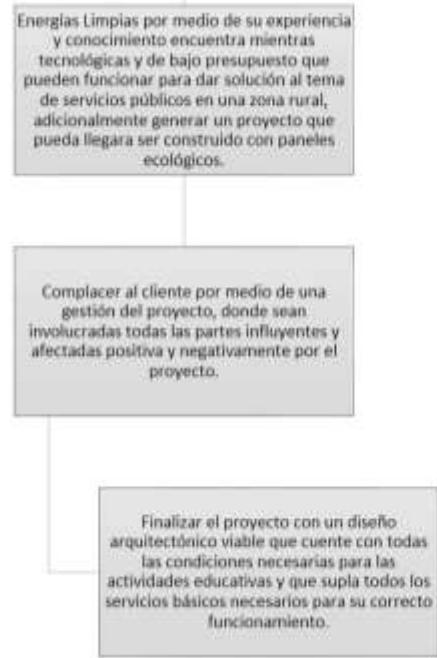 Energías Limpias por medio de su experiencia
y conocimiento encuentra mientras
tecnológicas y de bajo presupuesto que
pueden funcionar para dar solución al tema
de servicios públicos en una zona rural,
adicionalmente generar un proyecto que
pueda llegara ser construido con paneles
ecológicos.
Complacer al cliente por medio de una
gestión del proyecto, donde sean
involucradas todas las partes influyentes y
afectadas positiva y negativamente por el
proyecto.
Finalizar el proyecto con un diseño
arquitectónico viable que cuente con todas
las condiciones necesarias para las
actividades educativas y que supla todos los
servicios básicos necesarios para su correcto
funcionamiento.